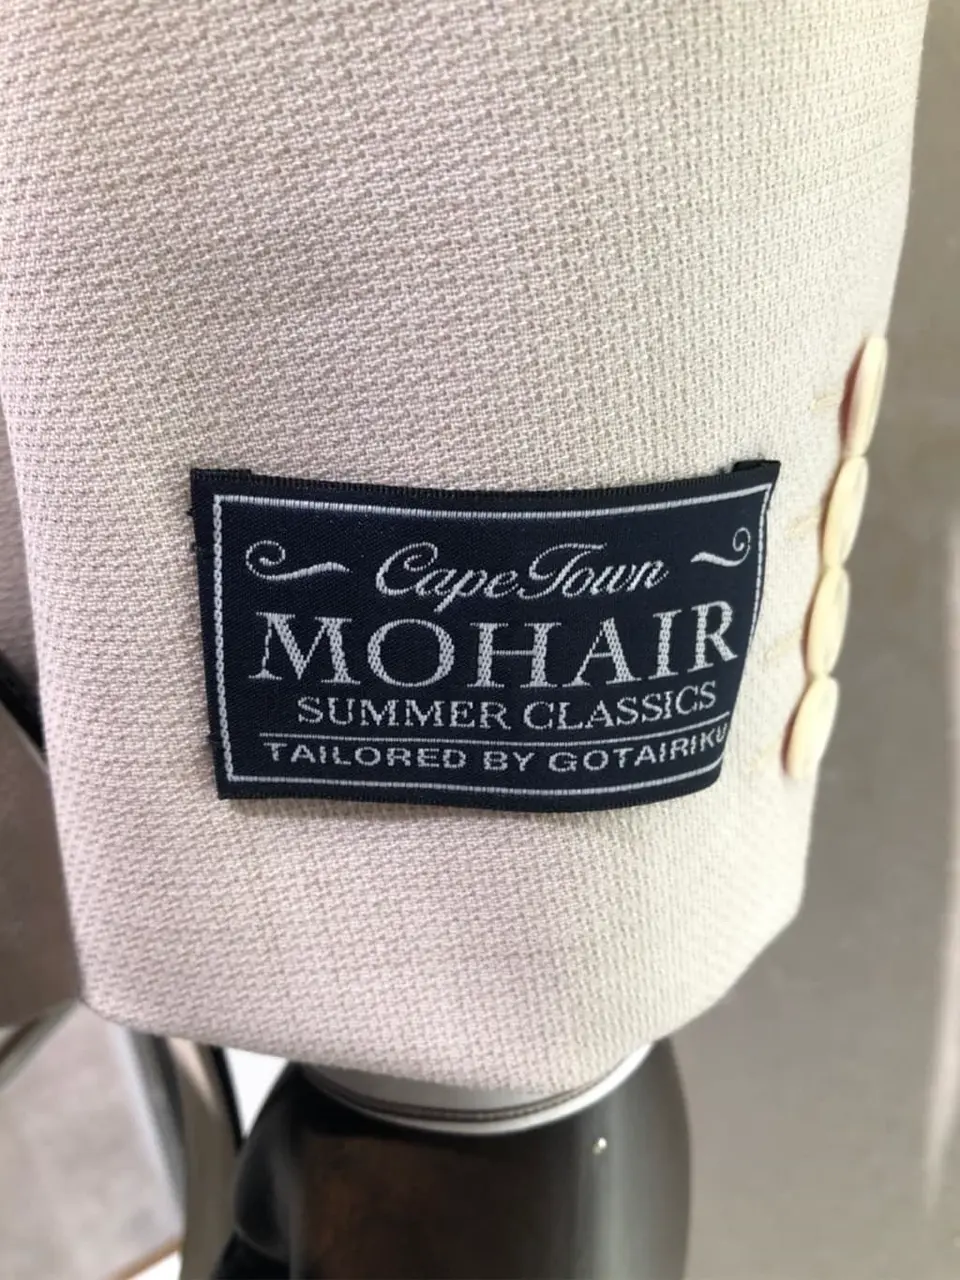 Cape Town
MOHAIR
SUMMER CLASSICS
TAILORED BY GOTAIRIKU